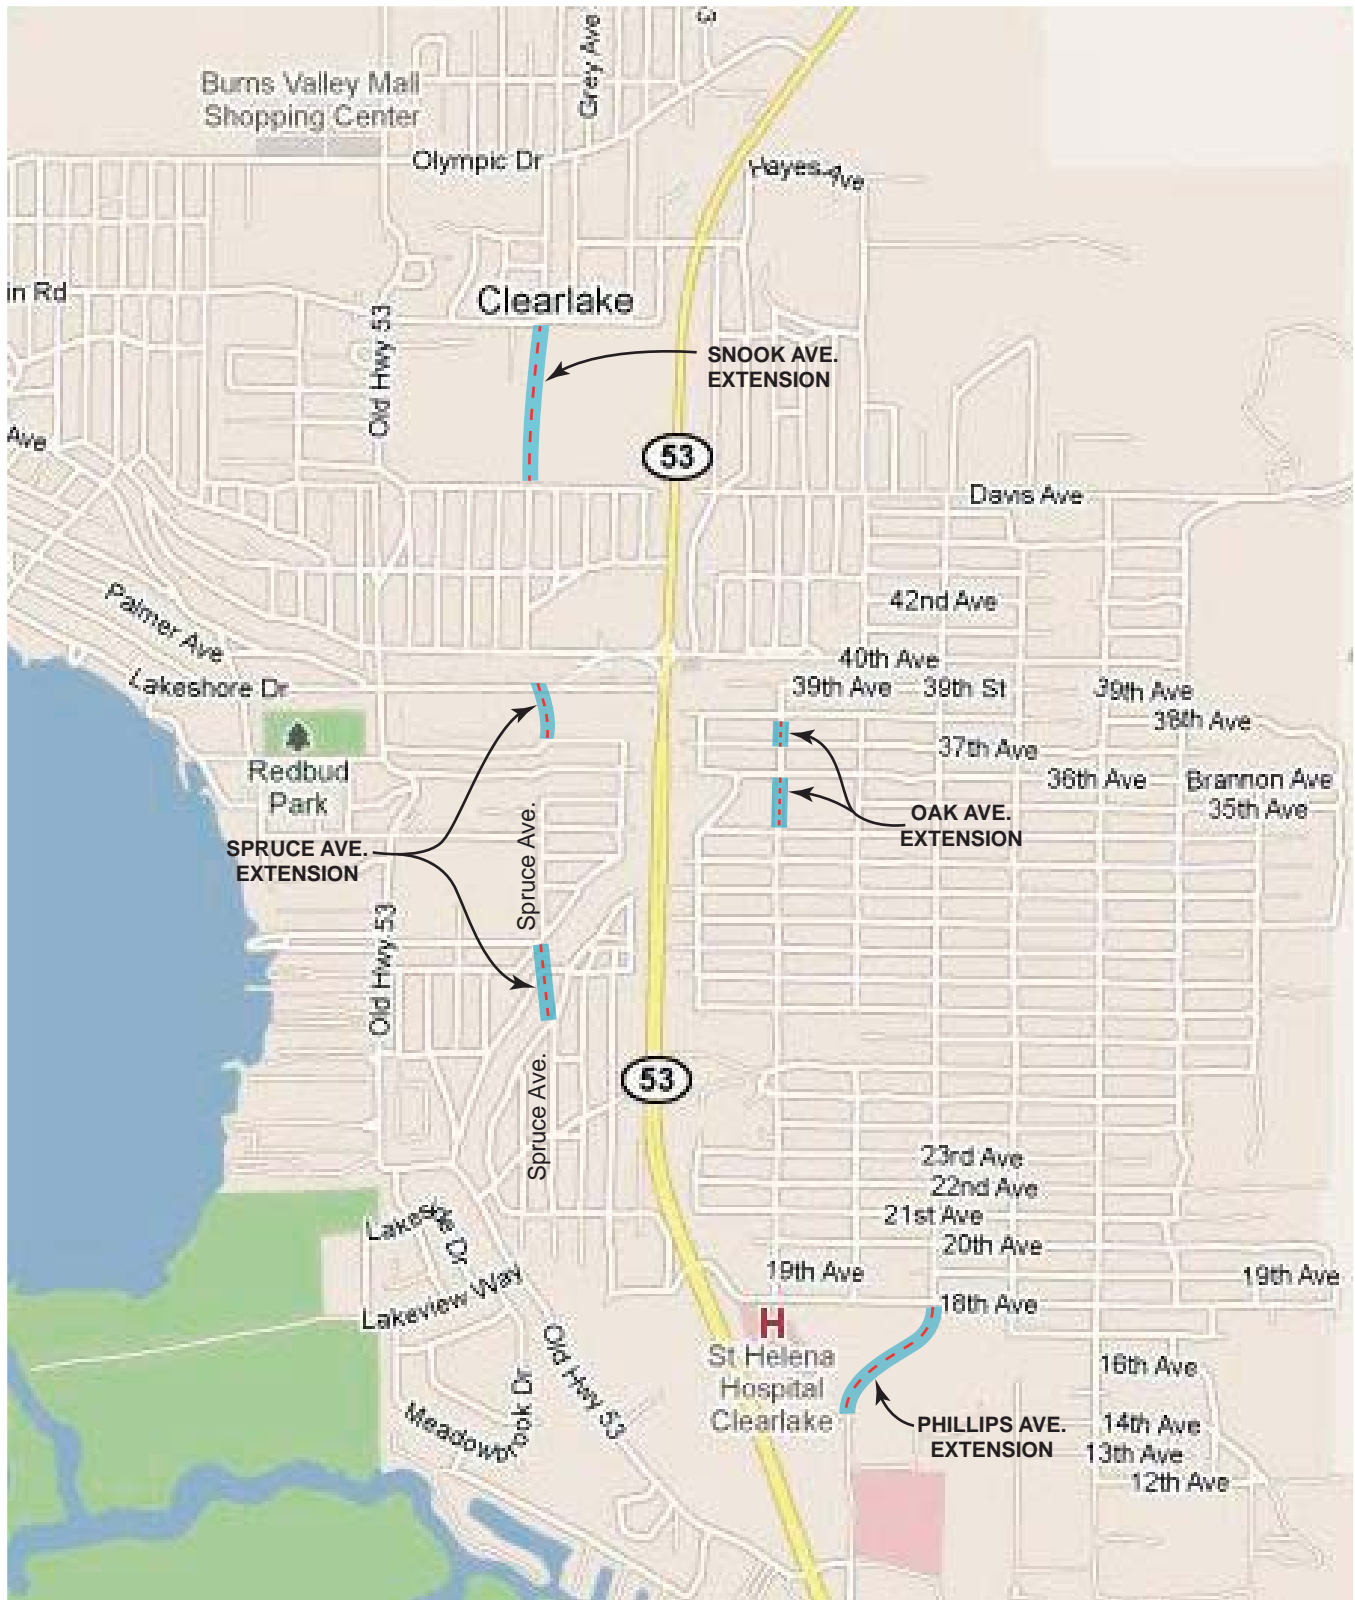 Grey Ave
Burns Valley Mall
Shopping Center
Olympic Dr
Hayes Ave
in Rd
Clearlake
Old Hwy 53
SNOOK AVE.
EXTENSION
Ave
53
Davis Ave
42nd Ave
Palmer Ave
40th Ave
Lakeshore Dr
39th Ave
39th St
39th Ave
38th Ave
37th Ave
Redbud
Park
36th Ave
Brannon Ave
35th Ave
OAK AVE.
EXTENSION
SPRUCE AVE.
EXTENSION
Spruce Ave.
Old Hwy 53
53
Spruce Ave.
23rd Ave
22nd Ave
21st Ave
20th Ave
Lakeside Dr
19th Ave
19th Ave
Lakeview Way
18th Ave
H
St Helena
Hospital
Clearlake
Old Hwy 53
16th Ave
Meadowbrook Dr
PHILLIPS AVE.
EXTENSION
14th Ave
13th Ave
12th Ave